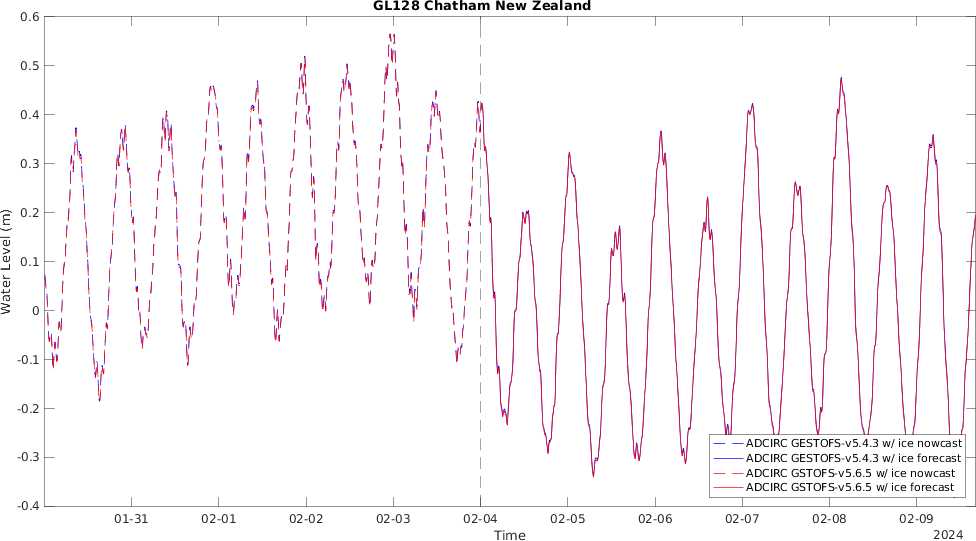 GL128 Chatham New Zealand
0.6
0.5
0.4
0.3
0.2
0.1
0
-0.1
-0.2
-0.3
-0.4
Water Level (m)
ADCIRC GESTOFS-v5.4.3 w/ ice nowcast
ADCIRC GESTOFS-v5.4.3 w/ ice forecast
ADCIRC GSTOFS-v5.6.5 w/ ice nowcast
ADCIRC GSTOFS-v5.6.5 w/ ice forecast
01-31 02-01 02-02 02-03 02-04 02-05 02-06 02-07 02-08 02-09
Time
2024